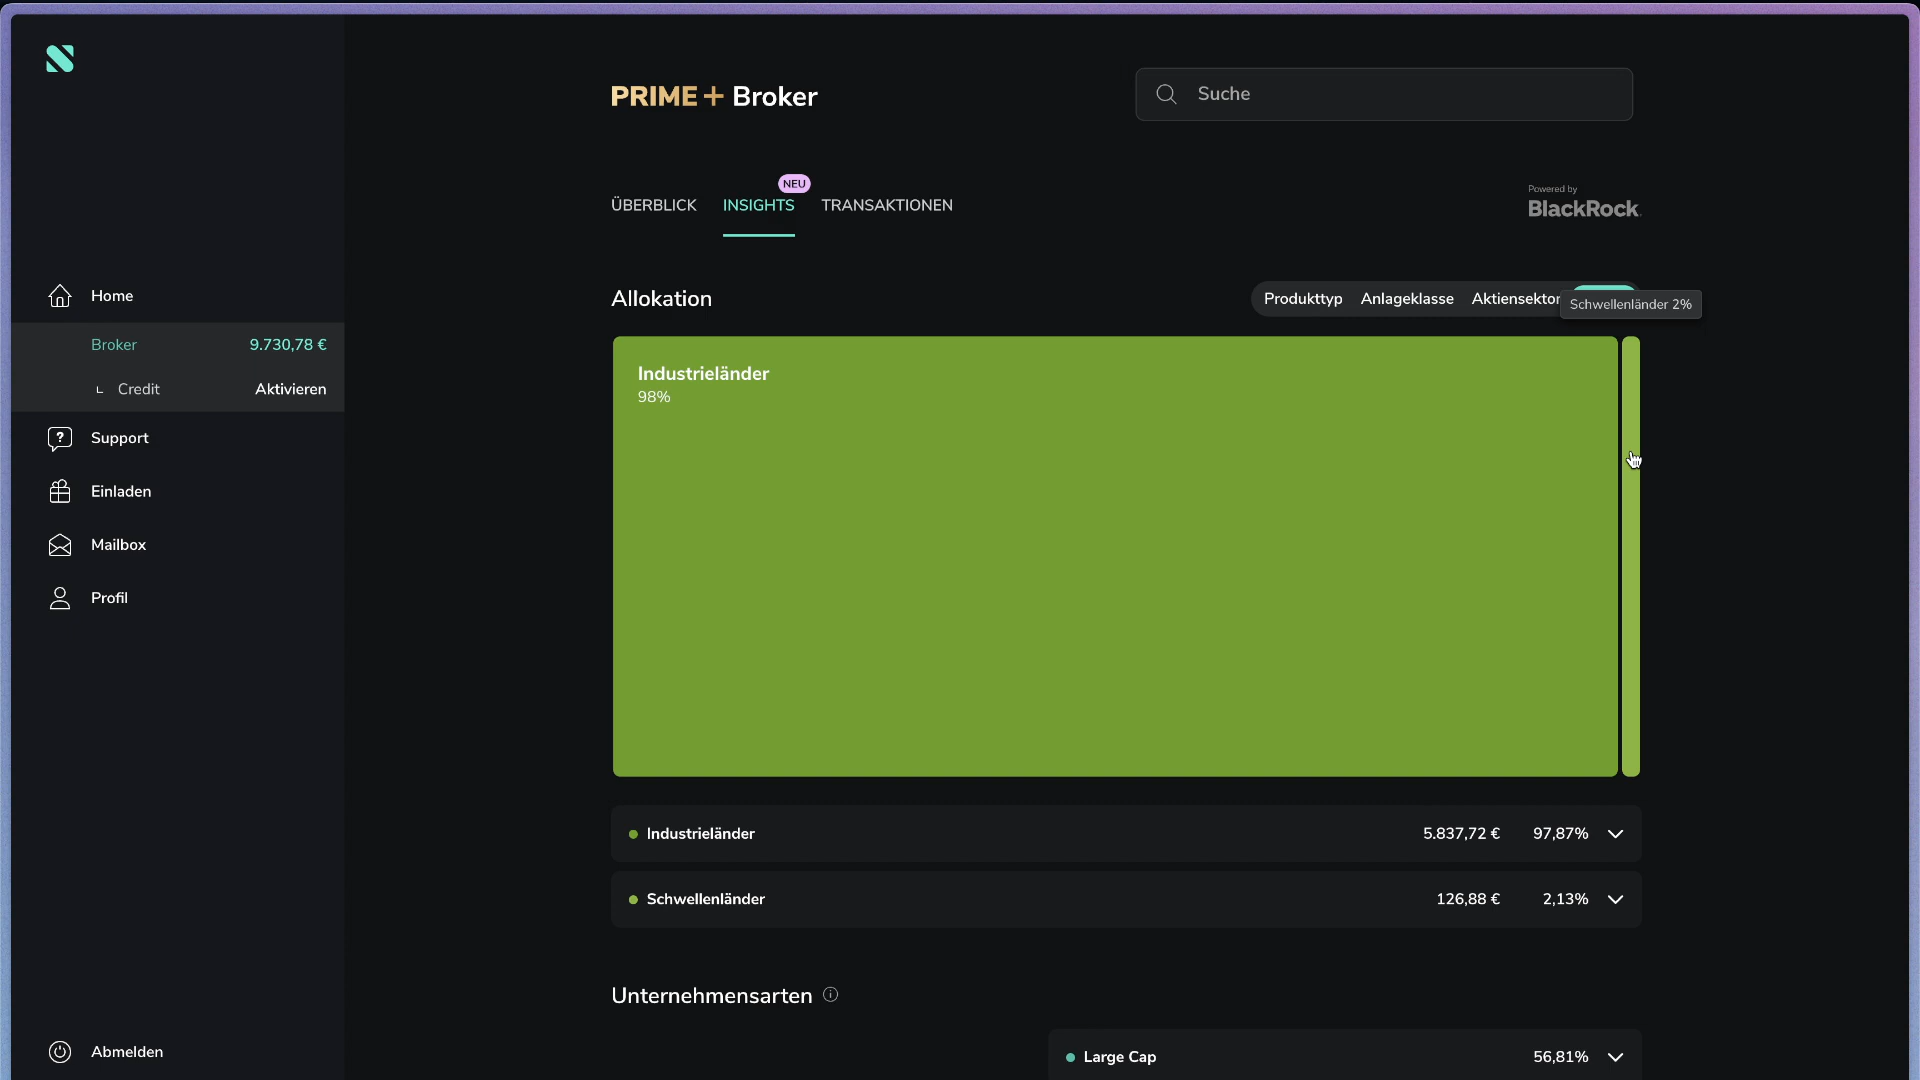 PRIME + Broker
Suche
NEU
ÜBERBLICK INSIGHTS TRANSAKTIONEN
Powered by
BlackRock.
Home
Broker 9.730,78 €
Credit Aktivieren
Support
Einladen
Mailbox
Profil
Abmelden
Allokation
Produkttyp Anlageklasse Aktiensektor
Schwellenländer 2%
Industrieländer
98%
Industrieländer 5.837,72 € 97,87%
Schwellenländer 126,88 € 2,13%
Unternehmensarten
Large Cap 56,81%